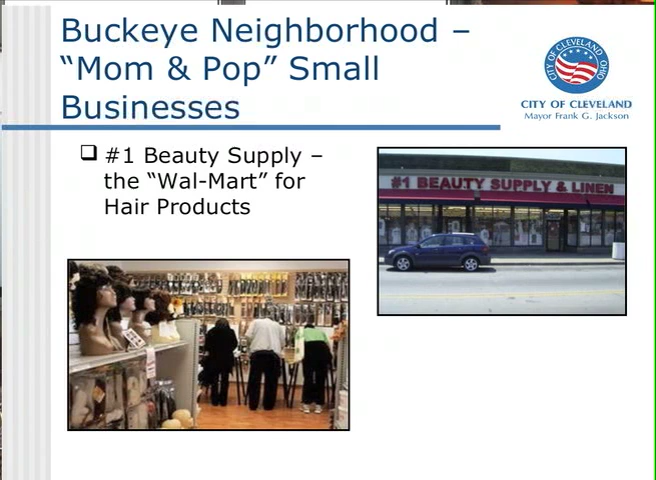 Buckeye Neighborhood –
“Mom & Pop” Small
Businesses
CITY OF CLEVELAND OHIO
CITY OF CLEVELAND
Mayor Frank G. Jackson
#1 Beauty Supply –
the “Wal-Mart” for
Hair Products
#1 BEAUTY SUPPLY & LINEN